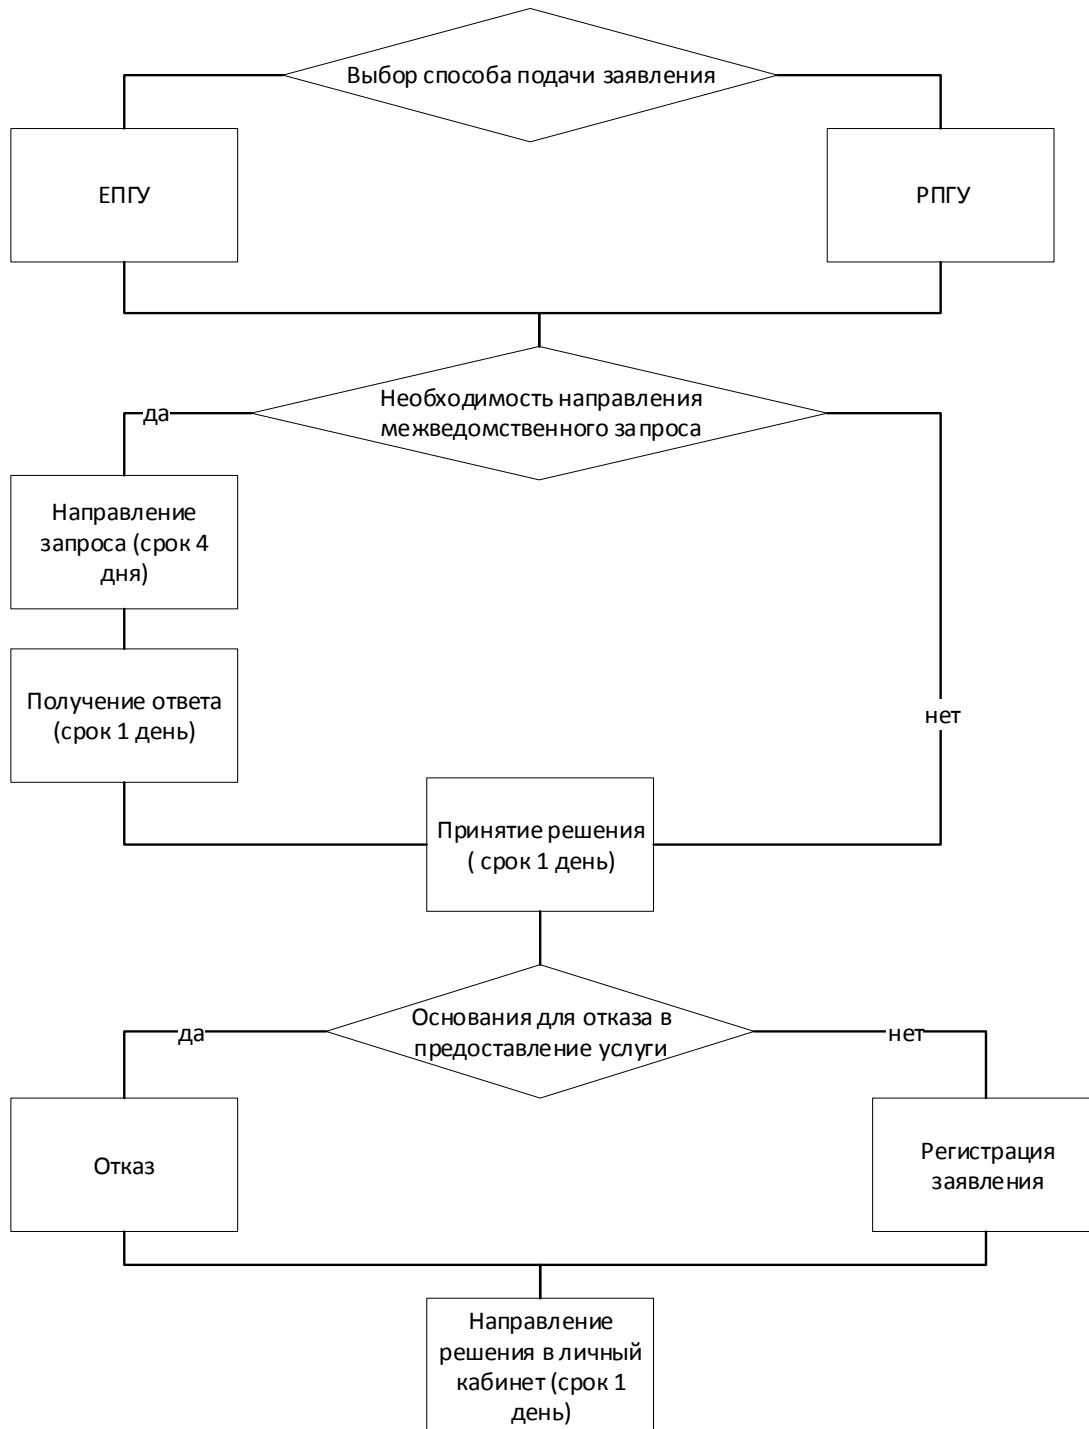 Выбор способа подачи заявления
ЕПГУ
РПГУ
Необходимость направления
межведомственного запроса
да
Направление
запроса (срок 4
дня)
Получение ответа
(срок 1 день)
нет
Принятие решения
( срок 1 день)
Основания для отказа в
предоставление услуги
да
нет
Отказ
Регистрация
заявления
Направление
решения в личный
кабинет (срок 1
день)